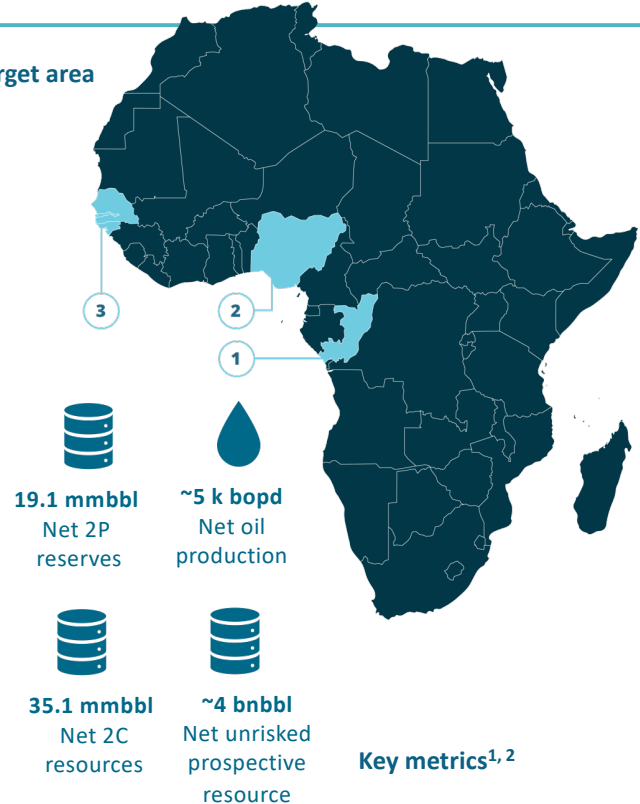 rget area
3
2
1
19.1 mmbbl
Net 2P
reserves
~5 k bopd
Net oil
production
35.1 mmbbl
Net 2C
resources
~4 bnbbl
Net unrisked
prospective
resource
Key metrics1, 2